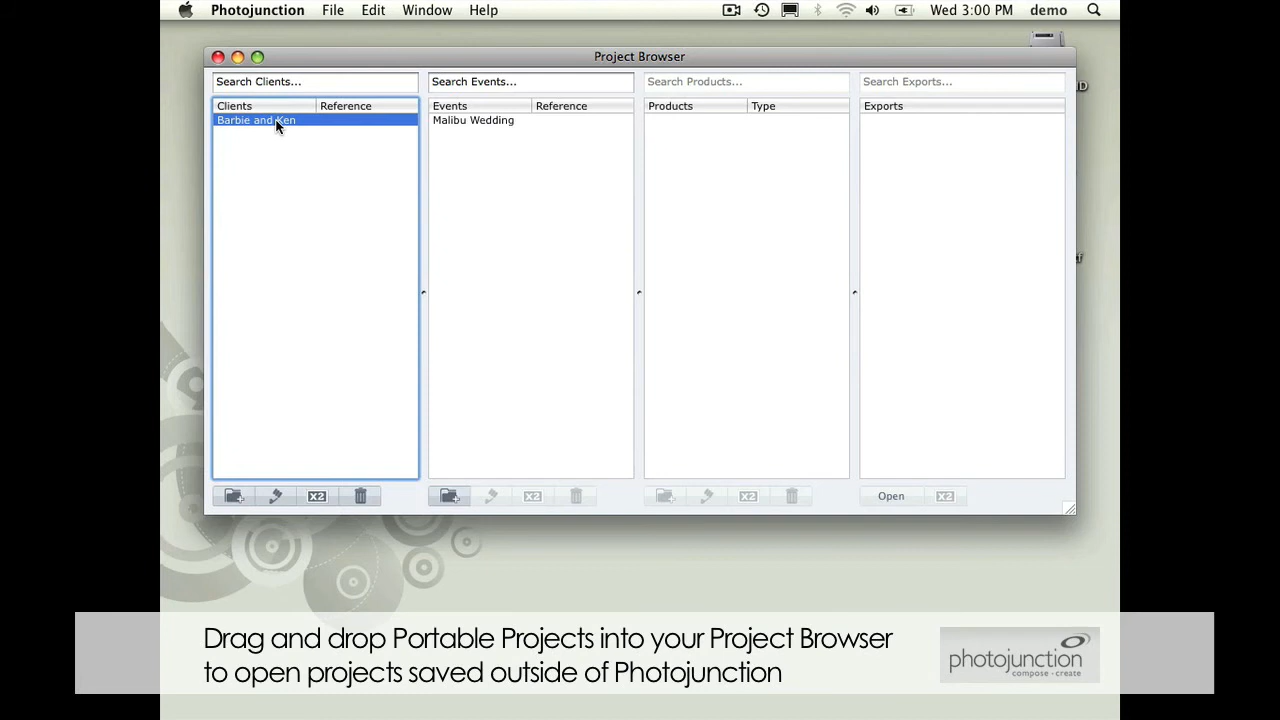 Photojunction File Edit Window Help Wed 3:00 PM demo
Project Browser
Search Clients... Search Events... Search Products... Search Exports...
Clients Reference Events Reference Products Type Exports
Barbie and Ken Malibu Wedding
X2 X2 X2 Open X2
Drag and drop Portable Projects into your Project Browser
to open projects saved outside of Photojunction
photojunction
compose - create